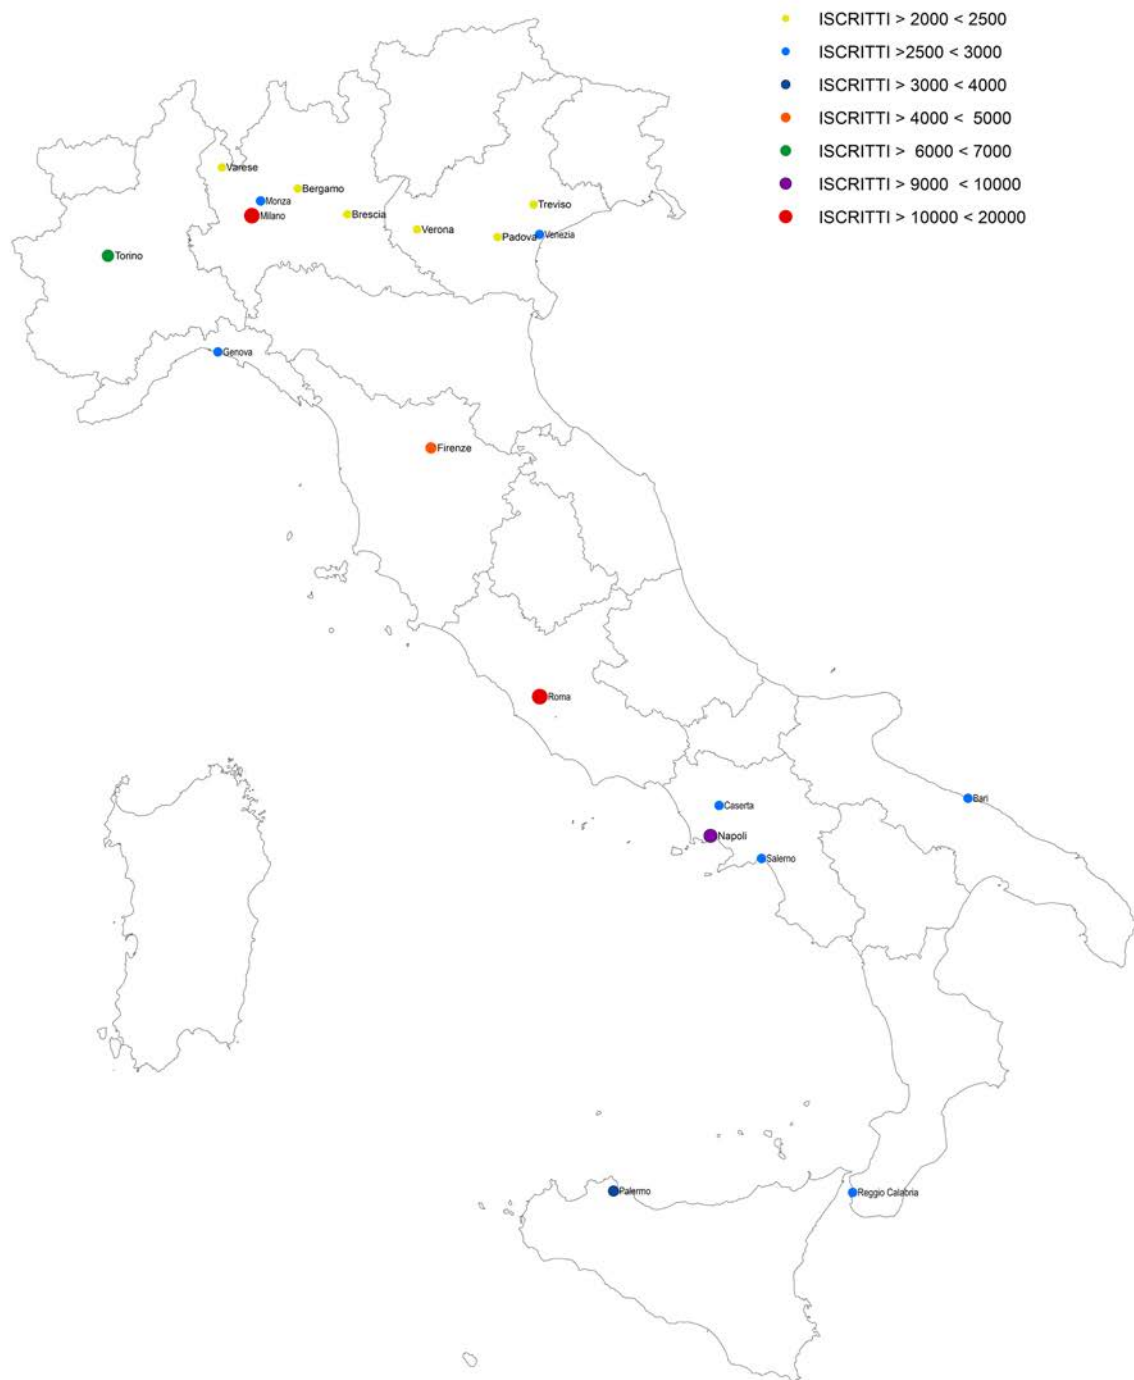 ISCRITTI > 2000 < 2500
ISCRITTI >2500 < 3000
ISCRITTI > 3000 < 4000
ISCRITTI > 4000 <  5000
ISCRITTI >  6000 < 7000
ISCRITTI > 9000  < 10000
ISCRITTI > 10000 < 20000
Varese
Bergamo
Monza
Milano
Brescia
Treviso
Verona
Padova
Venezia
Torino
Genova
Firenze
Roma
Caserta
Bari
Napoli
Salerno
Palermo
Reggio Calabria